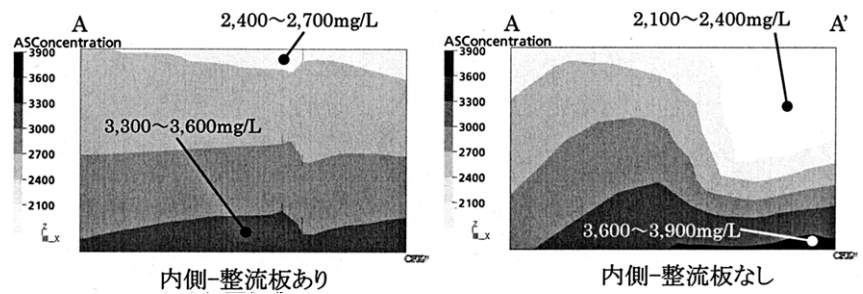 A
2,400～2,700mg/L
ASConcentration
3900
3600
3300
3000
2700
2400
2100
3,300～3,600mg/L
Z
X
内側-整流板あり
A
2,100～2,400mg/L
A'
ASConcentration
3900
3600
3300
3000
2700
2400
2100
3,600～3,900mg/L
Z
X
内側-整流板なし